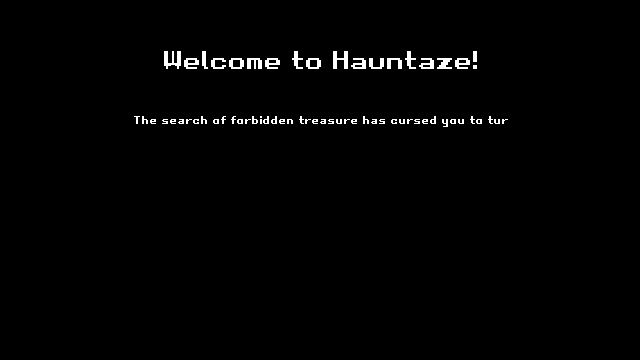 Welcome to Hauntaze!
The search of forbidden treasure has cursed you to tur